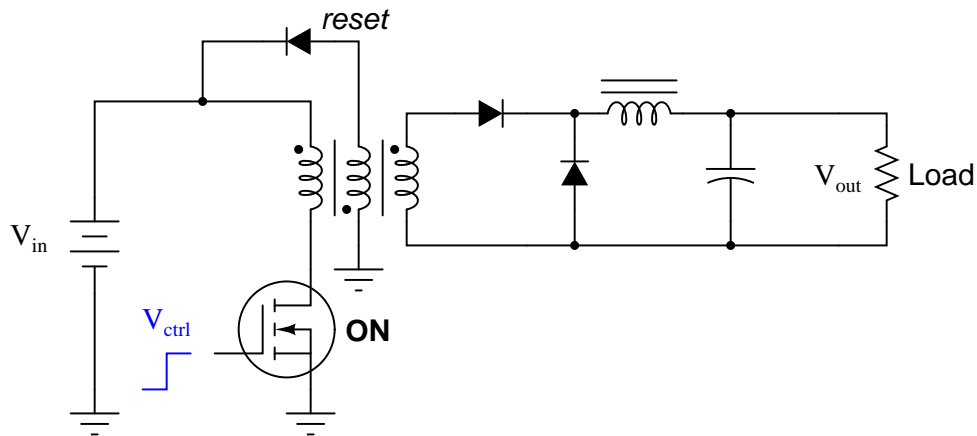 reset
V_in
V_out
Load
V_ctrl
ON